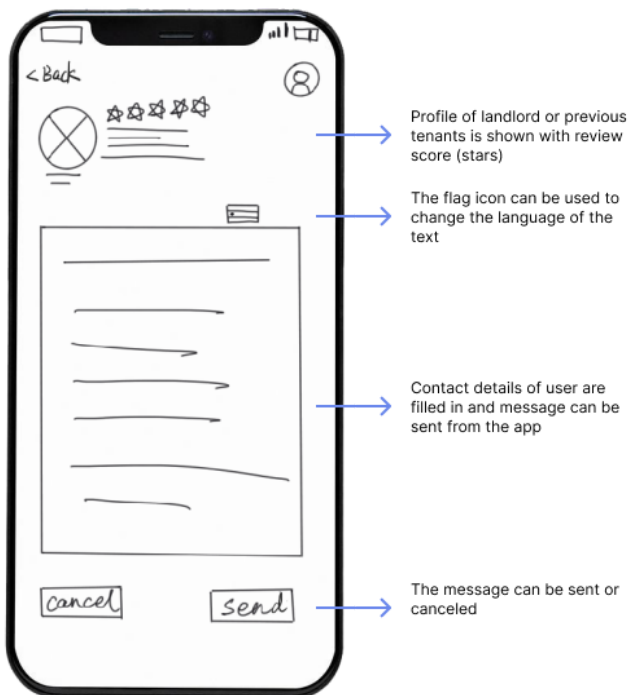 < Back
Profile of landlord or previous
tenants is shown with review
score (stars)
The flag icon can be used to
change the language of the
text
Contact details of user are
filled in and message can be
sent from the app
cancel
send
The message can be sent or
canceled